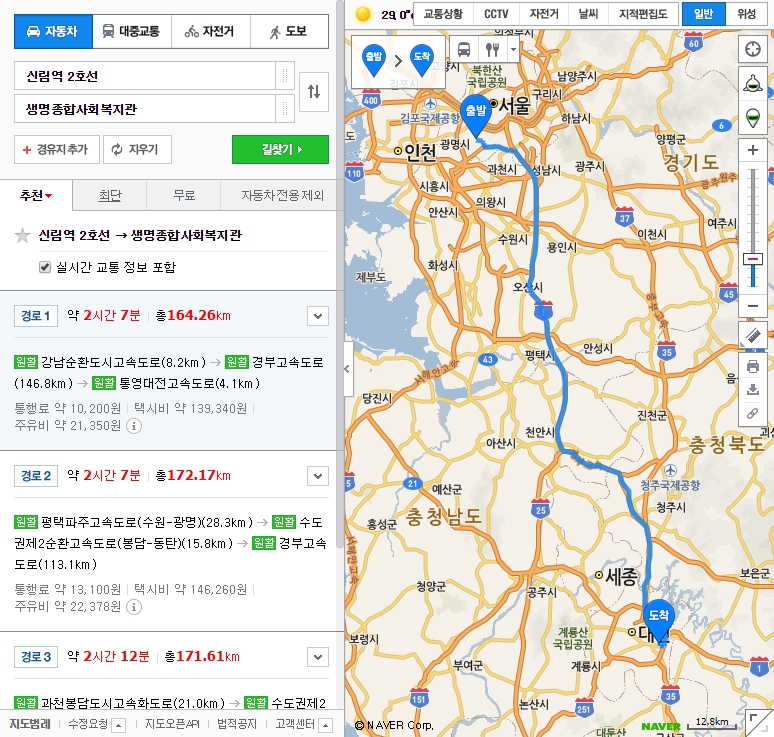 자동차
대중교통
자전거
도보
신림역 2호선
생명종합사회복지관
+ 경유지 추가
지우기
길찾기
추천
최단
무료
자동차 전용 제외
신림역 2호선 → 생명종합사회복지관
실시간 교통 정보 포함
경로 1 약 2시간 7분 총164.26km
원활 강남순환도시고속도로(8.2km) → 원활 경부고속도로
(146.8km) → 원활 통영대전고속도로(4.1km)
통행료 약 10,200원 | 택시비 약 139,340원 |
주유비 약 21,350원
경로 2 약 2시간 7분 총172.17km
원활 평택파주고속도로(수원-광명)(28.3km) → 원활 수도
권제2순환고속도로(봉담-동탄)(15.8km) → 원활 경부고속
도로(113.1km)
통행료 약 13,100원 | 택시비 약 146,260원 |
주유비 약 22,378원
경로 3 약 2시간 12분 총171.61km
원활 과천봉담도시고속화도로(21.0km) → 원활 수도권제2
지도범례 | 수정요청 | 지도오픈API | 법적공지 | 고객센터
29.0°
교통상황
CCTV
자전거
날씨
지적편집도
일반
위성
출발
도착
60
북한산
국립공원
남양주시
400
김포국제공항
서울
구리시
출발
하남시
6
양평군
인천
광명시
경기도
110
과천시
성남시
광주시
시흥시
의왕시
안산시
37
여주시
수원시
이천시
용인시
화성시
제부도
오산시
45
1
안성시
평택시
35
43
서해안고속
당진시
진천군
천안시
아산시
충청북도
청주국제공항
21
예산군
청주시
홍성군
충청남도
25
세종
보은군
청양군
공주시
도착
계룡산
국립공원
보령시
부여군
계룡시
1
151
논산시
35
251
대둔산
© NAVER Corp.
NAVER
12.8km